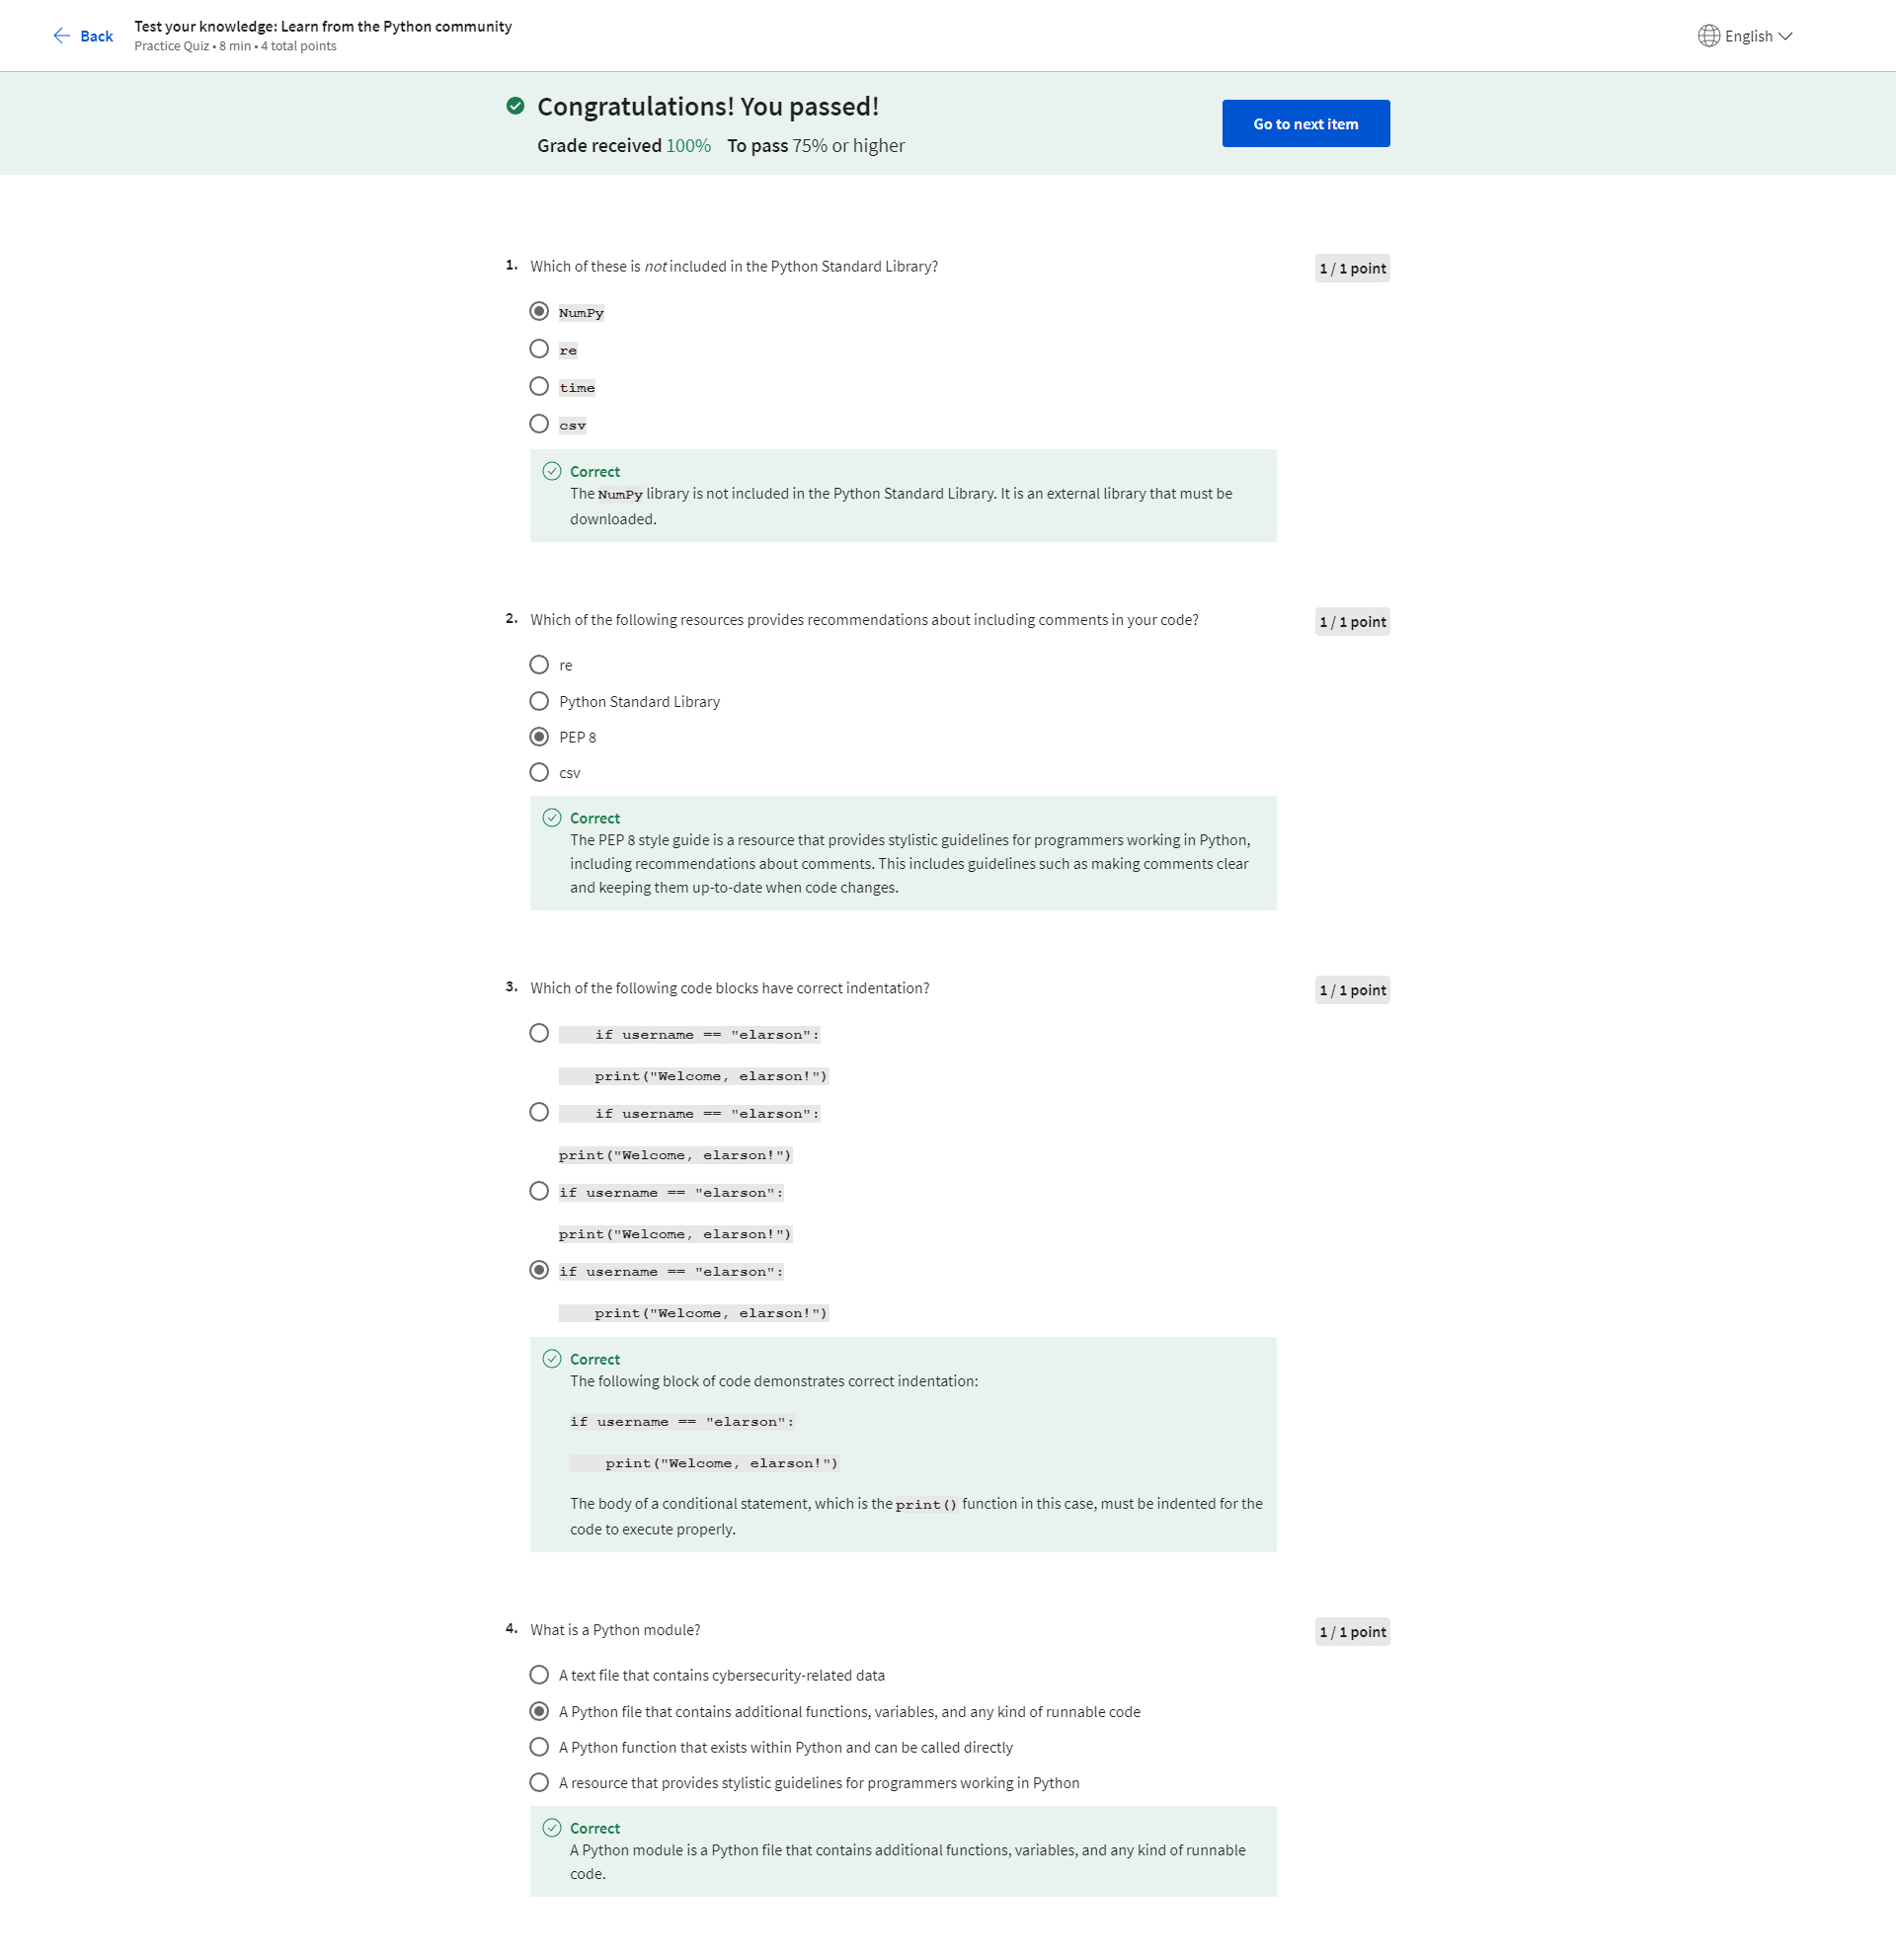 Back
Test your knowledge: Learn from the Python community
Practice Quiz • 8 min • 4 total points
English
Congratulations! You passed!
Go to next item
Grade received 100% To pass 75% or higher
1. Which of these is not included in the Python Standard Library?
1 / 1 point
NumPy
re
time
csv
Correct
The NumPy library is not included in the Python Standard Library. It is an external library that must be
downloaded.
2. Which of the following resources provides recommendations about including comments in your code?
1 / 1 point
re
Python Standard Library
PEP 8
csv
Correct
The PEP 8 style guide is a resource that provides stylistic guidelines for programmers working in Python,
including recommendations about comments. This includes guidelines such as making comments clear
and keeping them up-to-date when code changes.
3. Which of the following code blocks have correct indentation?
1 / 1 point
    if username == "elarson":
    print("Welcome, elarson!")
    if username == "elarson":
print("Welcome, elarson!")
if username == "elarson":
print("Welcome, elarson!")
if username == "elarson":
    print("Welcome, elarson!")
Correct
The following block of code demonstrates correct indentation:
if username == "elarson":
    print("Welcome, elarson!")
The body of a conditional statement, which is the print() function in this case, must be indented for the
code to execute properly.
4. What is a Python module?
1 / 1 point
A text file that contains cybersecurity-related data
A Python file that contains additional functions, variables, and any kind of runnable code
A Python function that exists within Python and can be called directly
A resource that provides stylistic guidelines for programmers working in Python
Correct
A Python module is a Python file that contains additional functions, variables, and any kind of runnable
code.